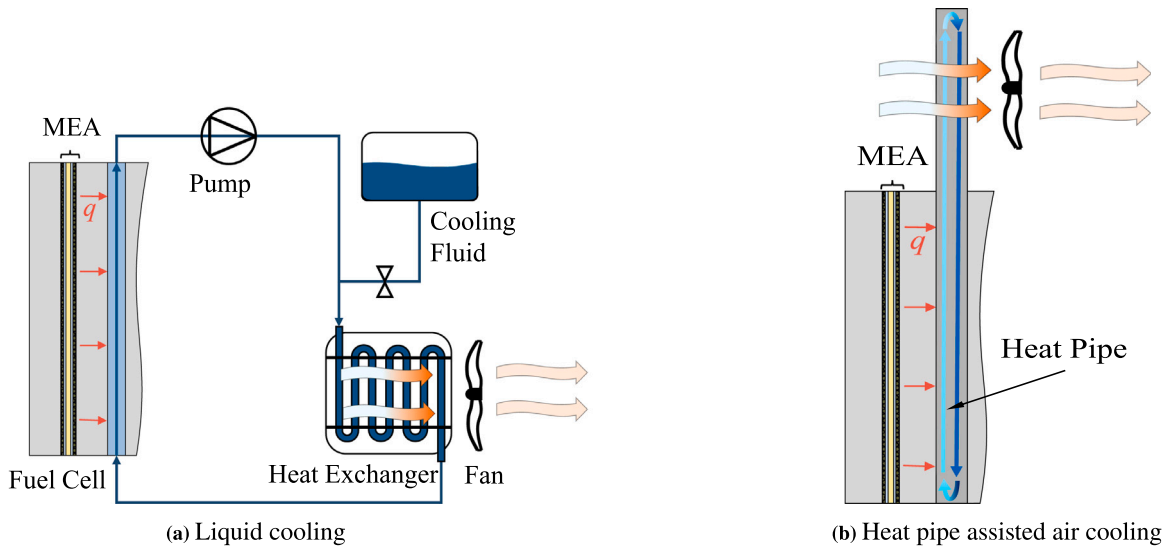 MEA
q
Pump
Cooling
Fluid
Heat Exchanger
Fan
Fuel Cell
(a) Liquid cooling
MEA
q
Heat Pipe
(b) Heat pipe assisted air cooling